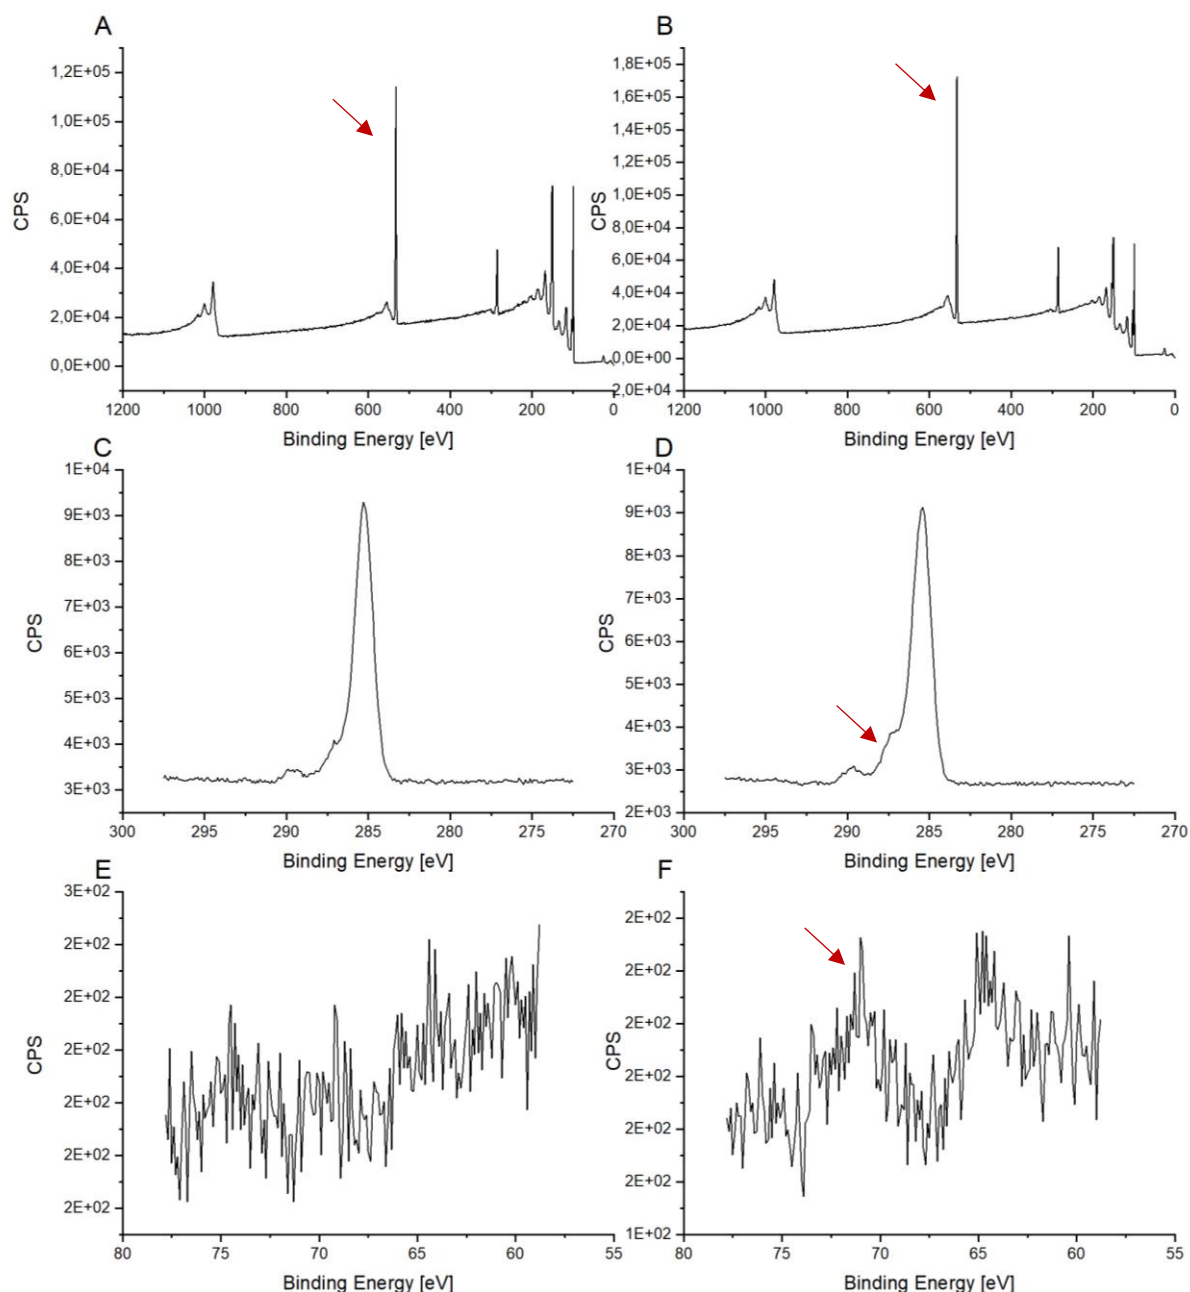 A
1,2E+05
1,0E+05
8,0E+04
6,0E+04
4,0E+04
2,0E+04
0,0E+00
CPS
1200 1000 800 600 400 200 0
Binding Energy [eV]
B
1,8E+05
1,6E+05
1,4E+05
1,2E+05
1,0E+05
8,0E+04
6,0E+04
4,0E+04
2,0E+04
0,0E+00
2,0E+04
CPS
1200 1000 800 600 400 200 0
Binding Energy [eV]
C
1E+04
9E+03
8E+03
7E+03
6E+03
5E+03
4E+03
3E+03
CPS
300 295 290 285 280 275 270
Binding Energy [eV]
D
1E+04
9E+03
8E+03
7E+03
6E+03
5E+03
4E+03
3E+03
2E+03
CPS
300 295 290 285 280 275 270
Binding Energy [eV]
E
3E+02
2E+02
2E+02
2E+02
2E+02
2E+02
2E+02
CPS
80 75 70 65 60 55
Binding Energy [eV]
F
2E+02
2E+02
2E+02
2E+02
2E+02
2E+02
1E+02
CPS
80 75 70 65 60 55
Binding Energy [eV]